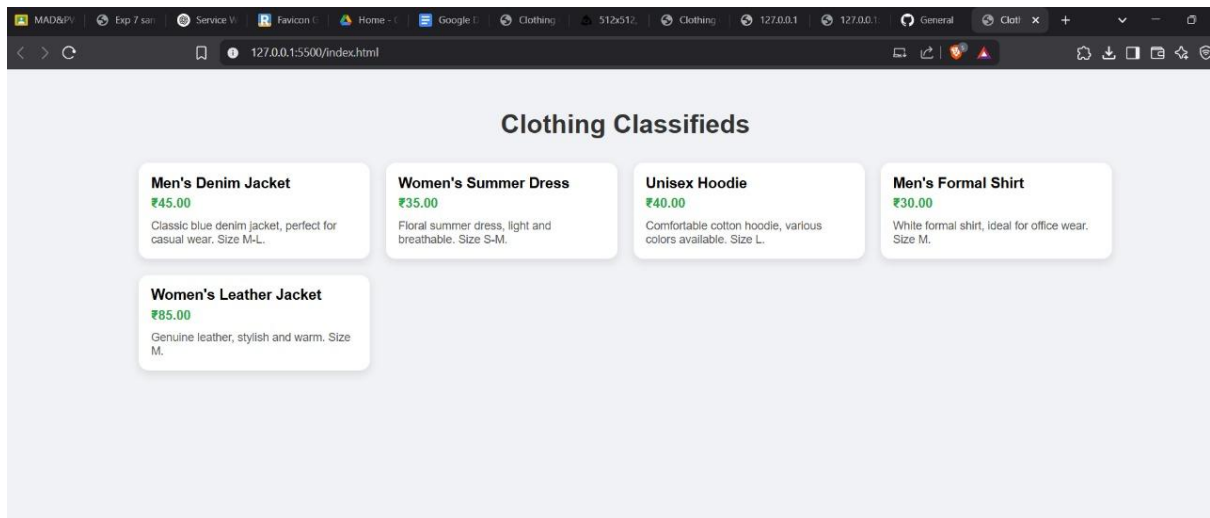 MAD&PV
Exp 7 sam
Service W
Favicon G
Home - G
Google D
Clothing
512x512,
Clothing
127.0.0.1
127.0.0.1:
General
Cloth
127.0.0.1:5500/index.html
Clothing Classifieds
Men's Denim Jacket
₹45.00
Classic blue denim jacket, perfect for
casual wear. Size M-L.
Women's Summer Dress
₹35.00
Floral summer dress, light and
breathable. Size S-M.
Unisex Hoodie
₹40.00
Comfortable cotton hoodie, various
colors available. Size L.
Men's Formal Shirt
₹30.00
White formal shirt, ideal for office wear.
Size M.
Women's Leather Jacket
₹85.00
Genuine leather, stylish and warm. Size
M.